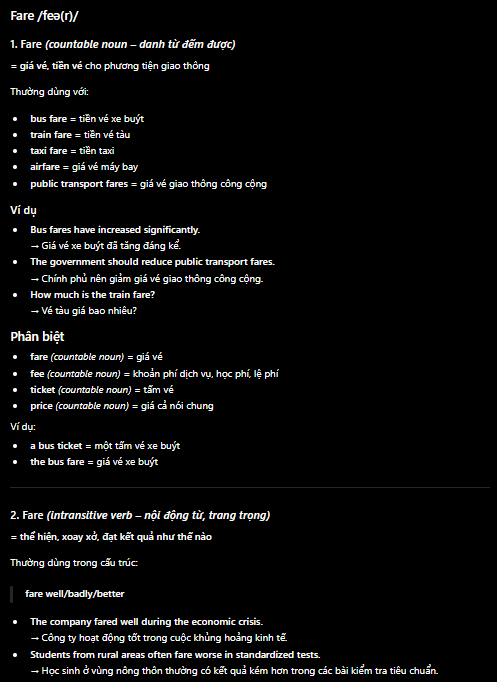 Fare /feə(r)/
1. Fare (countable noun – danh từ đếm được)
= giá vé, tiền vé cho phương tiện giao thông
Thường dùng với:
• bus fare = tiền vé xe buýt
• train fare = tiền vé tàu
• taxi fare = tiền taxi
• airfare = giá vé máy bay
• public transport fares = giá vé giao thông công cộng
Ví dụ
• Bus fares have increased significantly.
→ Giá vé xe buýt đã tăng đáng kể.
• The government should reduce public transport fares.
→ Chính phủ nên giảm giá vé giao thông công cộng.
• How much is the train fare?
→ Vé tàu giá bao nhiêu?
Phân biệt
• fare (countable noun) = giá vé
• fee (countable noun) = khoản phí dịch vụ, học phí, lệ phí
• ticket (countable noun) = tấm vé
• price (countable noun) = giá cả nói chung
Ví dụ:
• a bus ticket = một tấm vé xe buýt
• the bus fare = giá vé xe buýt
2. Fare (intransitive verb – nội động từ, trang trọng)
= thể hiện, xoay xở, đạt kết quả như thế nào
Thường dùng trong cấu trúc:
fare well/badly/better
• The company fared well during the economic crisis.
→ Công ty hoạt động tốt trong cuộc khủng hoảng kinh tế.
• Students from rural areas often fare worse in standardized tests.
→ Học sinh ở vùng nông thôn thường có kết quả kém hơn trong các bài kiểm tra tiêu chuẩn.